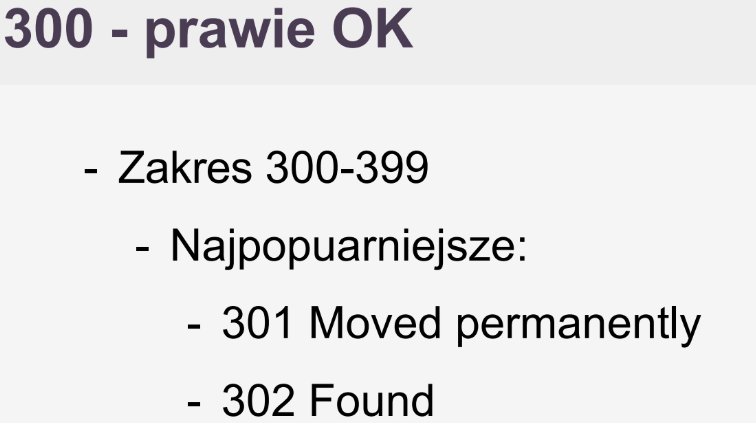 300 - prawie OK
- Zakres 300-399
- Najpopuarniejsze:
- 301 Moved permanently
- 302 Found